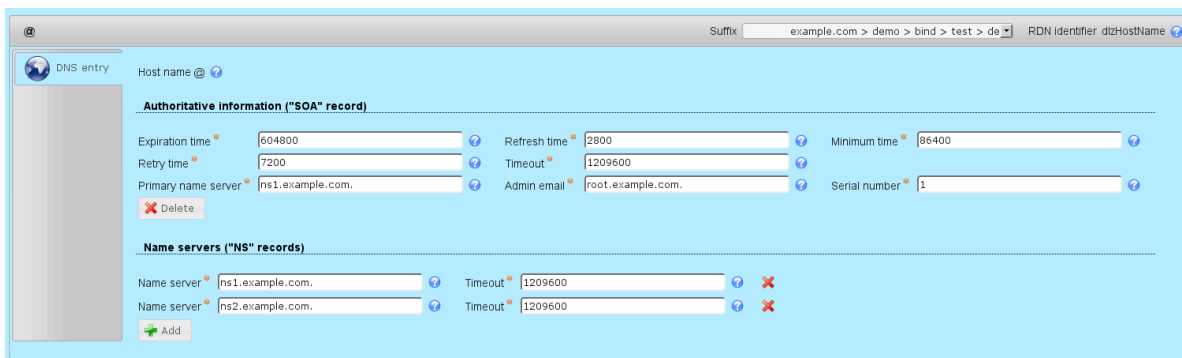 @ Suffix example.com > demo > bind > test > de RDN identifier dlzHostName
DNS entry
Host name @
Authoritative information ("SOA" record)
Expiration time * 604800 Refresh time * 2800 Minimum time * 86400
Retry time * 7200 Timeout * 1209600
Primary name server * ns1.example.com. Admin email * root.example.com. Serial number * 1
Delete
Name servers ("NS" records)
Name server * ns1.example.com. Timeout * 1209600
Name server * ns2.example.com. Timeout * 1209600
Add